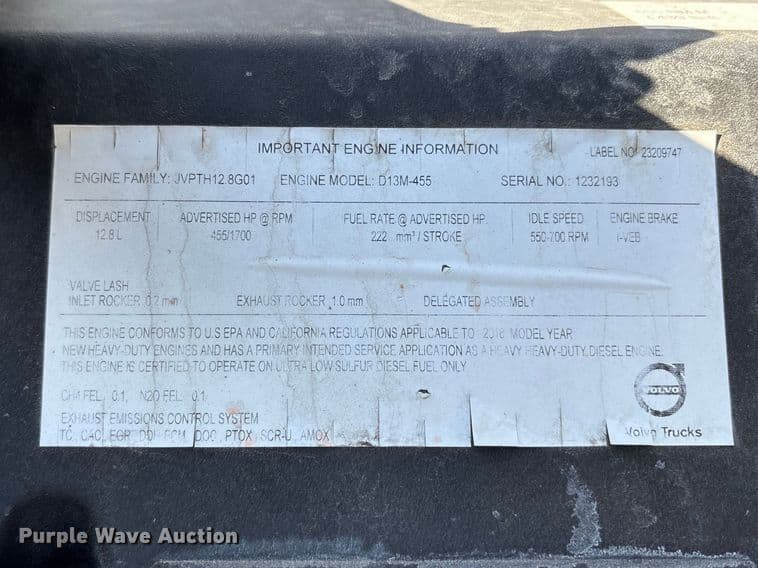 IMPORTANT ENGINE INFORMATION
LABEL NO: 23209747
ENGINE FAMILY: JVPTH12.8G01 ENGINE MODEL: D13M-455 SERIAL NO: 1232193
DISPLACEMENT ADVERTISED HP @ RPM FUEL RATE @ ADVERTISED HP. IDLE SPEED ENGINE BRAKE
12.8 L 455/1700 222 mm³ / STROKE 550-700 RPM I-VEB
VALVE LASH
INLET ROCKER 0.2 mm EXHAUST ROCKER 1.0 mm DELEGATED ASSEMBLY
THIS ENGINE CONFORMS TO U.S EPA AND CALIFORNIA REGULATIONS APPLICABLE TO 2018 MODEL YEAR
NEW HEAVY-DUTY ENGINES AND HAS A PRIMARY INTENDED SERVICE APPLICATION AS A HEAVY HEAVY-DUTY DIESEL ENGINE.
THIS ENGINE IS CERTIFIED TO OPERATE ON ULTRA LOW SULFUR DIESEL FUEL ONLY
CH4 FEL: 0.1, N2O FEL: 0.1
EXHAUST EMISSIONS CONTROL SYSTEM
TC, CAC, EGR, DDI, ECM, DOC, PTOX, SCR-U, AMOX
VOLVO
Volvo Trucks
Purple Wave Auction